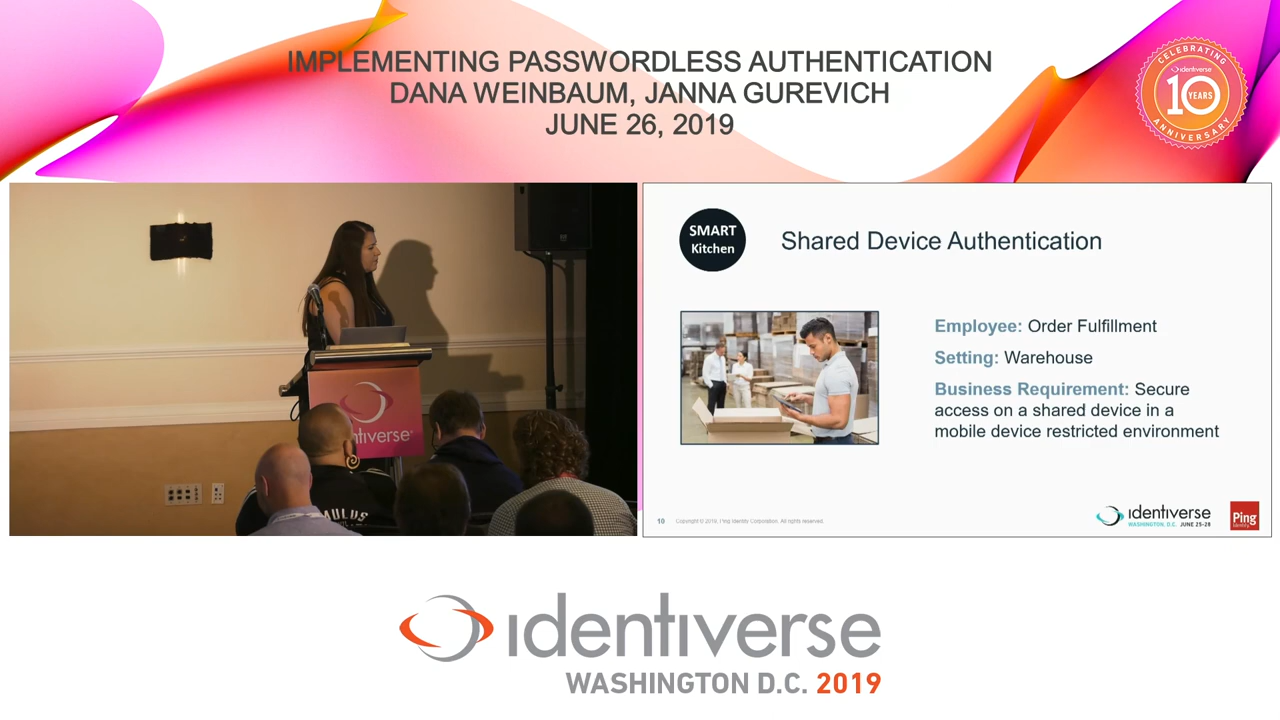 IMPLEMENTING PASSWORDLESS AUTHENTICATION
DANA WEINBAUM, JANNA GUREVICH
JUNE 26, 2019
CELEBRATING
identiverse
10
YEARS
ANNIVERSARY
SMART
Kitchen
Shared Device Authentication
Employee: Order Fulfillment
Setting: Warehouse
Business Requirement: Secure
access on a shared device in a
mobile device restricted environment
10 Copyright © 2019, Ping Identity Corporation. All rights reserved.
identiverse
WASHINGTON, D.C. JUNE 25-28
Ping
Identity
identiverse
WASHINGTON D.C. 2019